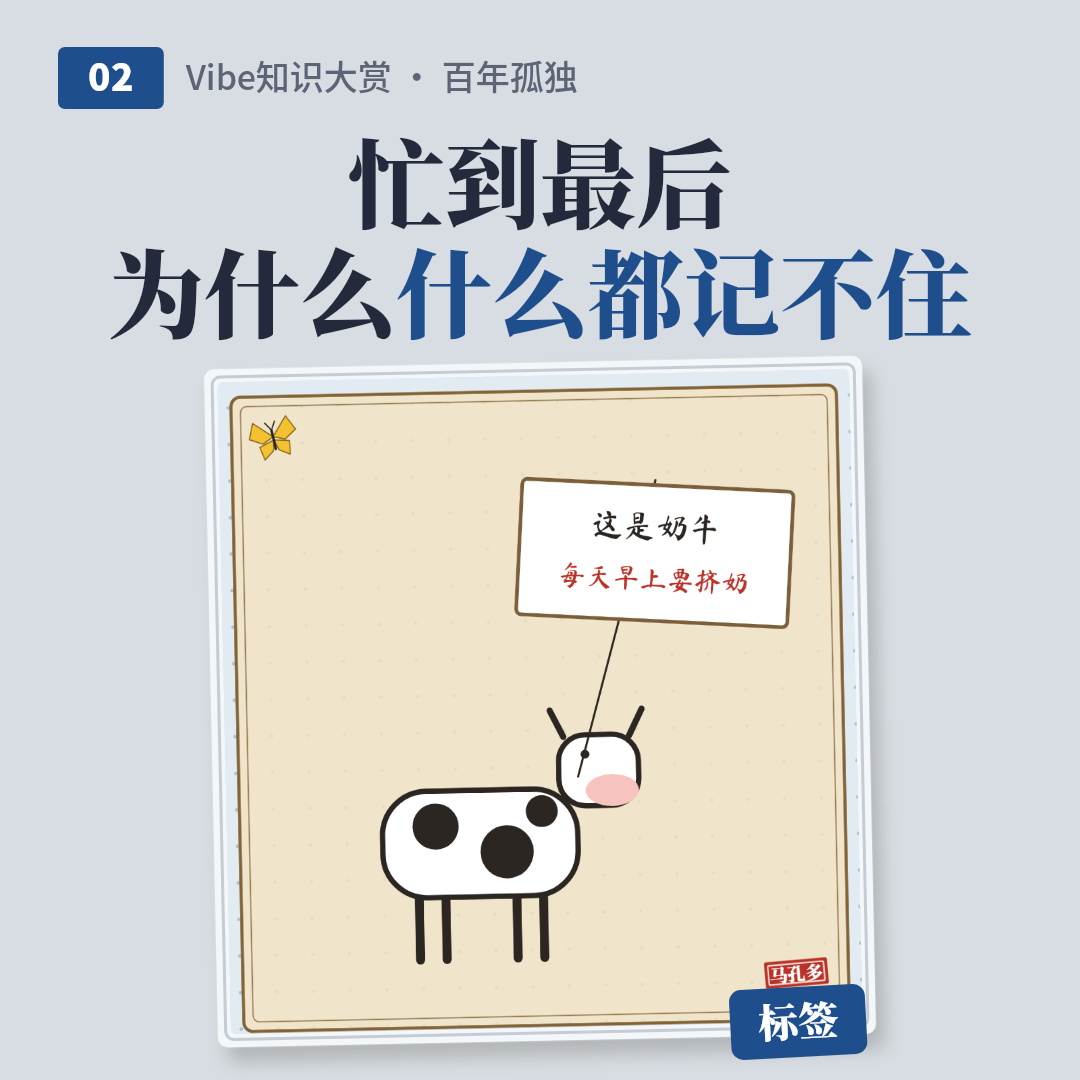 02
Vibe知识大赏 · 百年孤独
忙到最后
为什么什么都记不住
这是奶牛
每天早上要挤奶
马孔多
标签